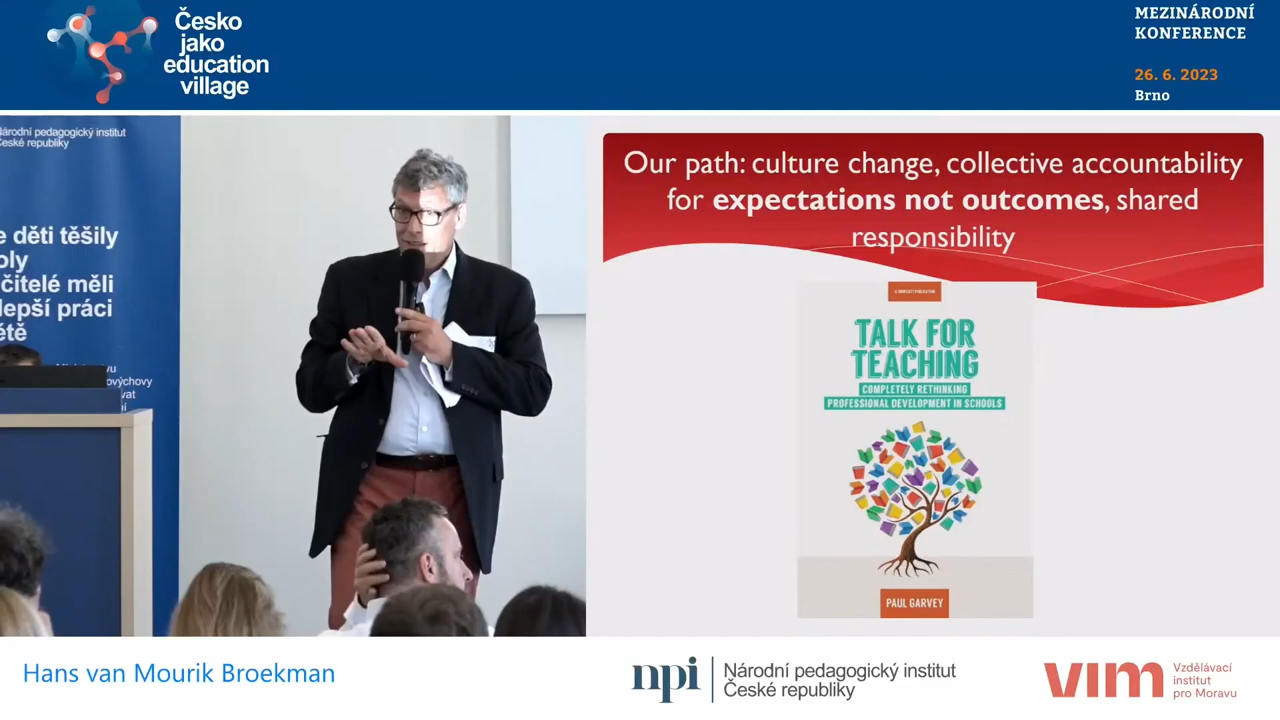 Česko
jako
education
village
MEZINÁRODNÍ
KONFERENCE
26. 6. 2023
Brno
Národní pedagogický institut
České republiky
e děti těšily
oly
čitelé měli
lepší práci
ětě
Our path: culture change, collective accountability
for expectations not outcomes, shared
responsibility
TALK FOR
TEACHING
COMPLETELY RETHINKING
PROFESSIONAL DEVELOPMENT IN SCHOOLS
PAUL GARVEY
Hans van Mourik Broekman
npi
Národní pedagogický institut
České republiky
vim
Vzdělávací
institut
pro Moravu